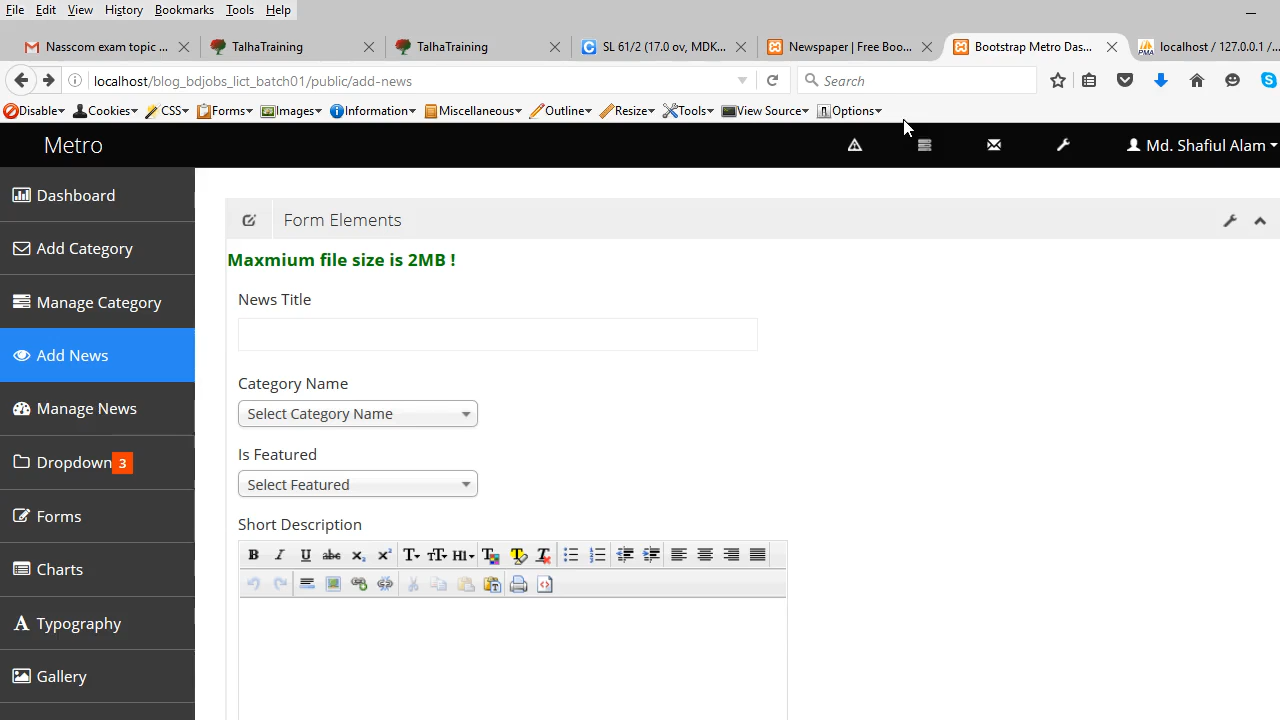 File Edit View History Bookmarks Tools Help
Nasscom exam topic ... TalhaTraining TalhaTraining SL 61/2 (17.0 ov, MDK... Newspaper | Free Boo... Bootstrap Metro Das... localhost / 127.0.0.1 /...
localhost/blog_bdjobs_lict_batch01/public/add-news Search
Disable Cookies CSS Forms Images Information Miscellaneous Outline Resize Tools View Source Options
Metro Md. Shafiul Alam
Dashboard
Add Category
Manage Category
Add News
Manage News
Dropdown 3
Forms
Charts
Typography
Gallery
Form Elements
Maxmium file size is 2MB !
News Title
Category Name
Select Category Name
Is Featured
Select Featured
Short Description